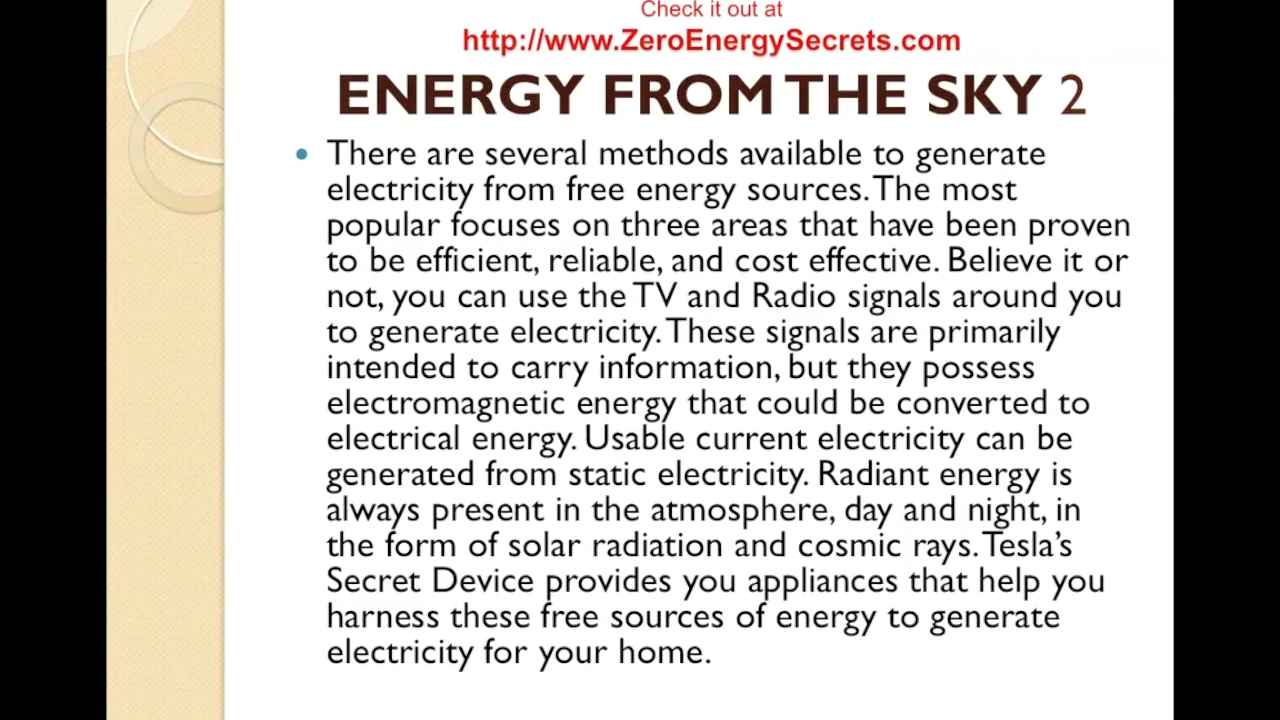 Check it out at
http://www.ZeroEnergySecrets.com
ENERGY FROM THE SKY 2
• There are several methods available to generate
electricity from free energy sources. The most
popular focuses on three areas that have been proven
to be efficient, reliable, and cost effective. Believe it or
not, you can use the TV and Radio signals around you
to generate electricity. These signals are primarily
intended to carry information, but they possess
electromagnetic energy that could be converted to
electrical energy. Usable current electricity can be
generated from static electricity. Radiant energy is
always present in the atmosphere, day and night, in
the form of solar radiation and cosmic rays. Tesla's
Secret Device provides you appliances that help you
harness these free sources of energy to generate
electricity for your home.